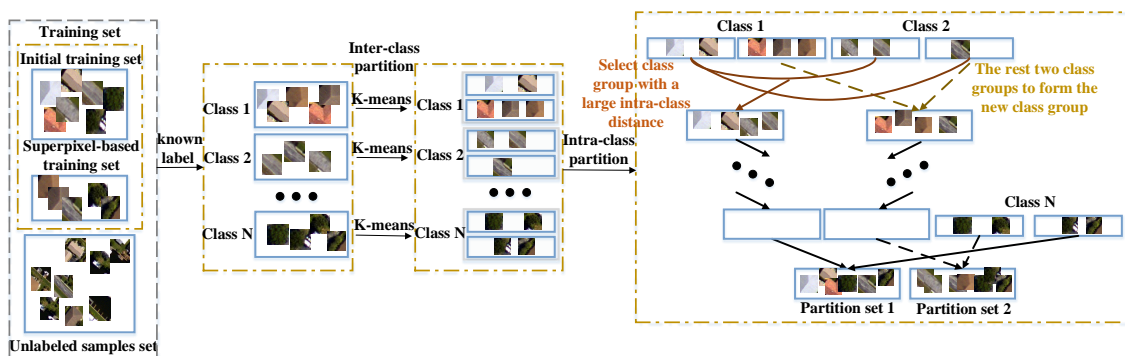 Training set
Initial training set
Superpixel-based
training set
Unlabeled samples set
known
label
Class 1
Class 2
Class N
Inter-class
partition
K-means
K-means
K-means
Class 1
Class 2
Class N
Intra-class
partition
Class 1
Class 2
Select class
group with a
large intra-class
distance
The rest two class
groups to form the
new class group
Class N
Partition set 1
Partition set 2